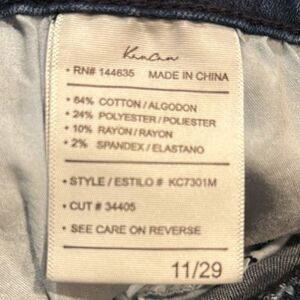 KanCan
• RN# 144635 MADE IN CHINA
• 64% COTTON / ALGODON
• 24% POLYESTER / POLIESTER
• 10% RAYON / RAYON
• 2% SPANDEX / ELASTANO
• STYLE / ESTILO # KC7301M
• CUT # 34405
• SEE CARE ON REVERSE
11/29